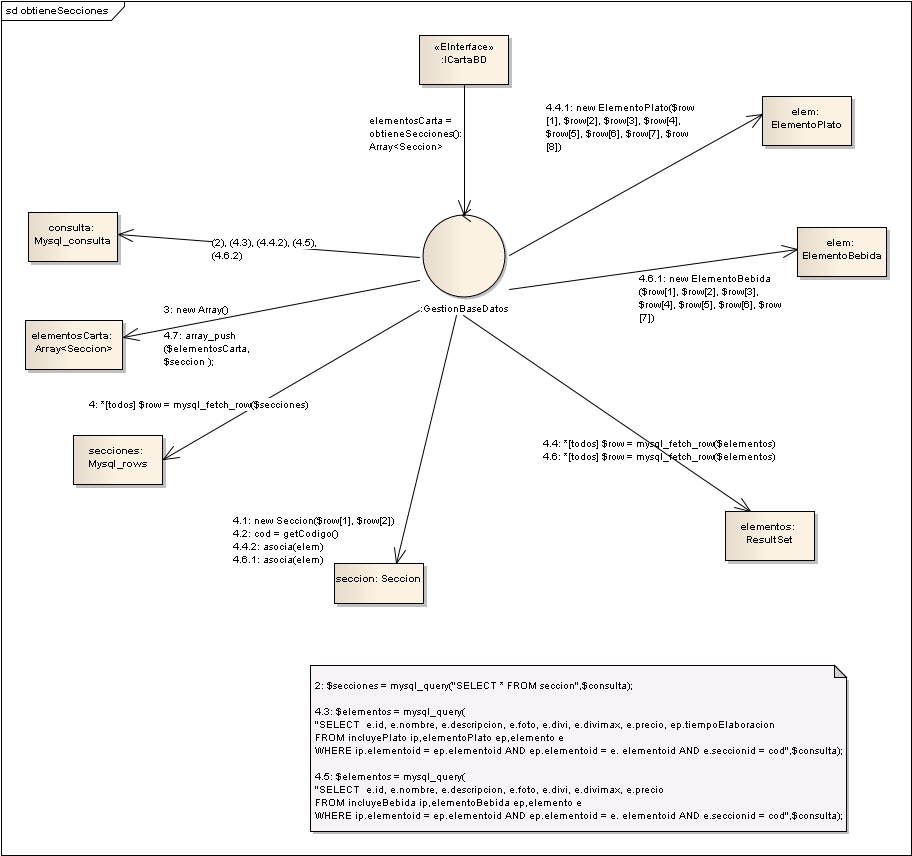 sd obtieneSecciones
«EInterface»
:ICartaBD
elementosCarta =
obtieneSecciones():
Array<Seccion>
4.4.1: new ElementoPlato($row
[1], $row[2], $row[3], $row[4],
$row[5], $row[6], $row[7], $row
[8])
elem:
ElementoPlato
consulta:
Mysql_consulta
(2), (4.3), (4.4.2), (4.5),
(4.6.2)
elem:
ElementoBebida
4.6.1: new ElementoBebida
($row[1], $row[2], $row[3],
$row[4], $row[5], $row[6], $row
[7])
:GestionBaseDatos
3: new Array()
elementosCarta:
Array<Seccion>
4.7: array_push
($elementosCarta,
$seccion );
4: *[todos] $row = mysql_fetch_row($secciones)
secciones:
Mysql_rows
4.4: *[todos] $row = mysql_fetch_row($elementos)
4.6: *[todos] $row = mysql_fetch_row($elementos)
4.1: new Seccion($row[1], $row[2])
4.2: cod = getCodigo()
4.4.2: asocia(elem)
4.6.1: asocia(elem)
elementos:
ResultSet
seccion: Seccion
2: $secciones = mysql_query("SELECT * FROM seccion",$consulta);
4.3: $elementos = mysql_query(
"SELECT  e.id, e.nombre, e.descripcion, e.foto, e.divi, e.divimax, e.precio, ep.tiempoElaboracion
FROM incluyePlato ip,elementoPlato ep,elemento e
WHERE ip.elementoid = ep.elementoid AND ep.elementoid = e. elementoid AND e.seccionid = cod",$consulta);
4.5: $elementos = mysql_query(
"SELECT  e.id, e.nombre, e.descripcion, e.foto, e.divi, e.divimax, e.precio
FROM incluyeBebida ip,elementoBebida ep,elemento e
WHERE ip.elementoid = ep.elementoid AND ep.elementoid = e. elementoid AND e.seccionid = cod",$consulta);